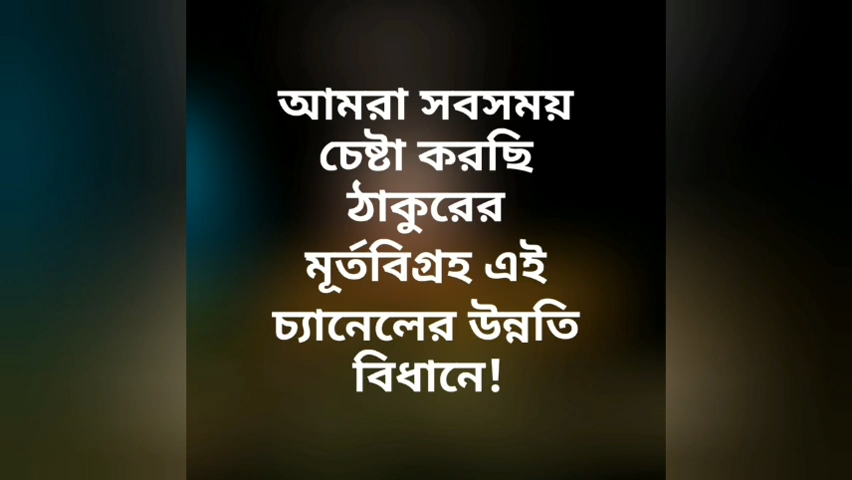 আমরা সবসময়
চেষ্টা করছি
ঠাকুরের
মূর্তবিগ্রহ এই
চ্যানেলের উন্নতি
বিধানে!